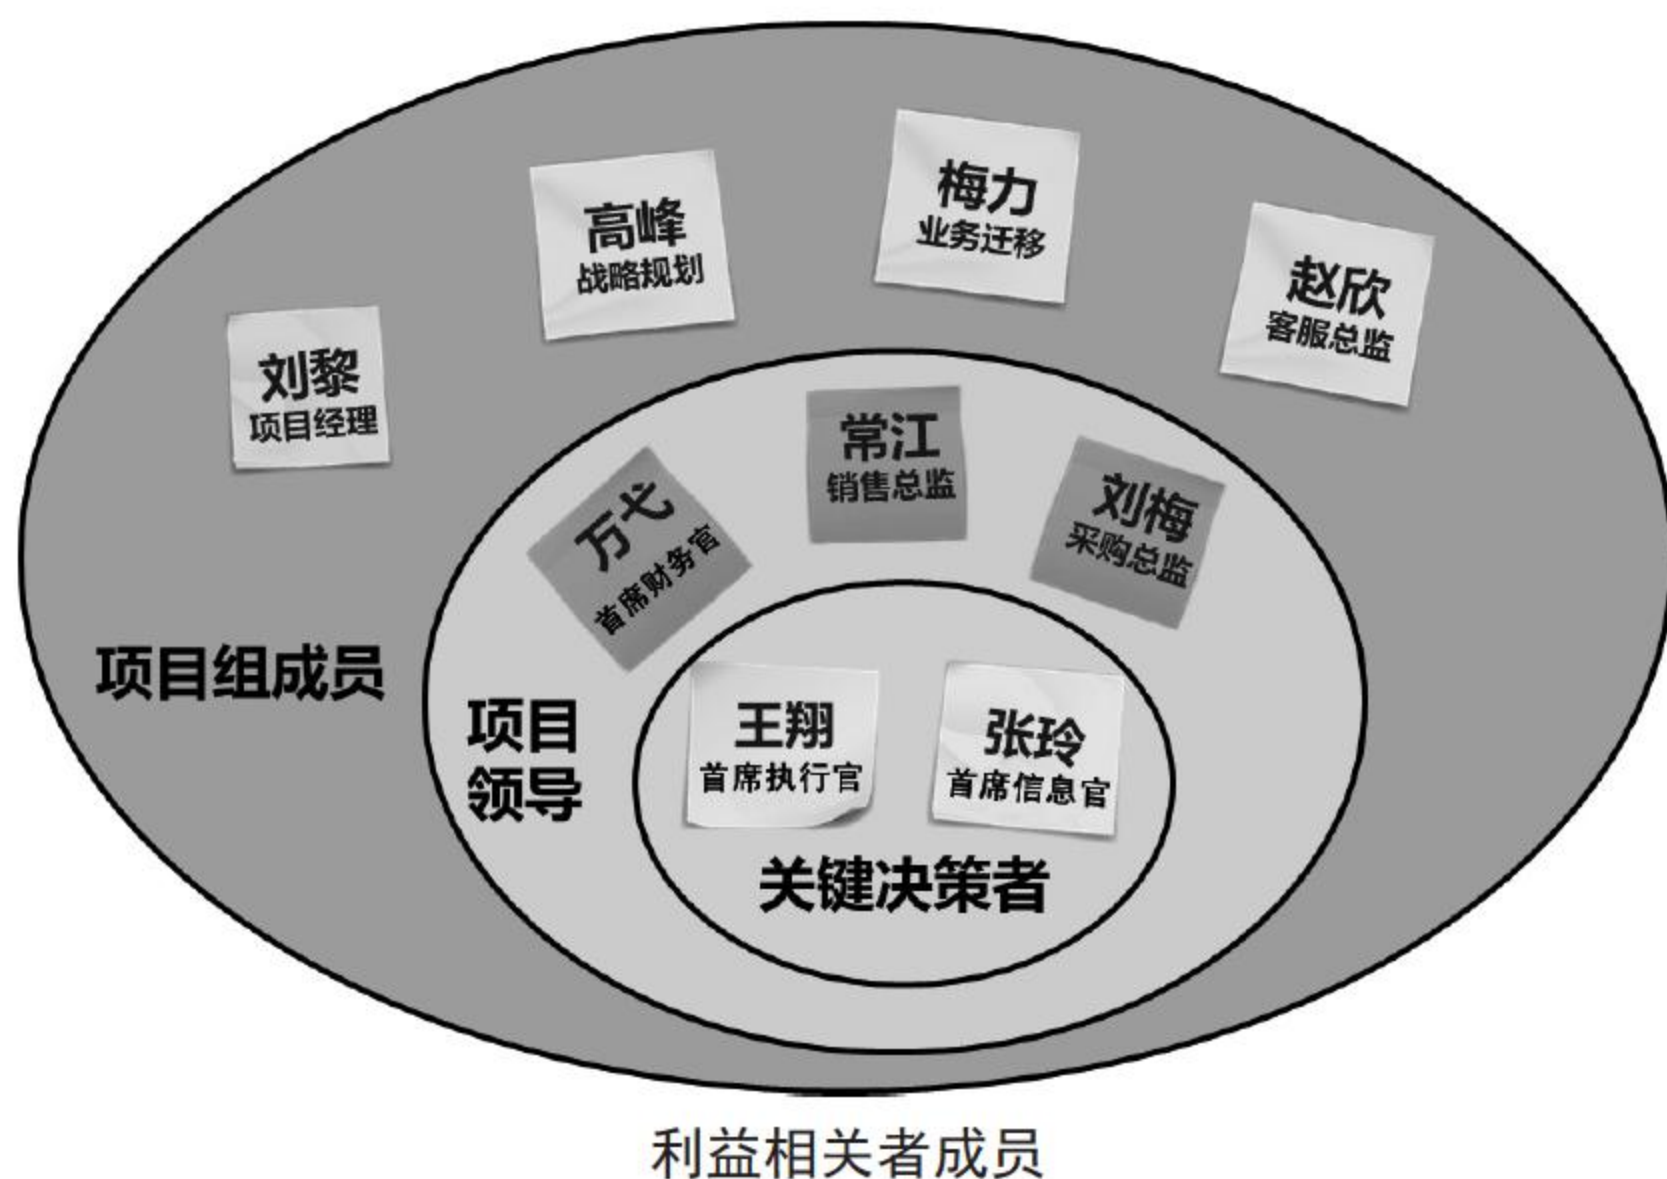 梅力
业务迁移
高峰
战略规划
赵欣
客服总监
刘黎
项目经理
常江
销售总监
刘梅
采购总监
万弋
首席财务官
项目组成员
项目
领导
王翔
首席执行官
张玲
首席信息官
关键决策者
利益相关者成员